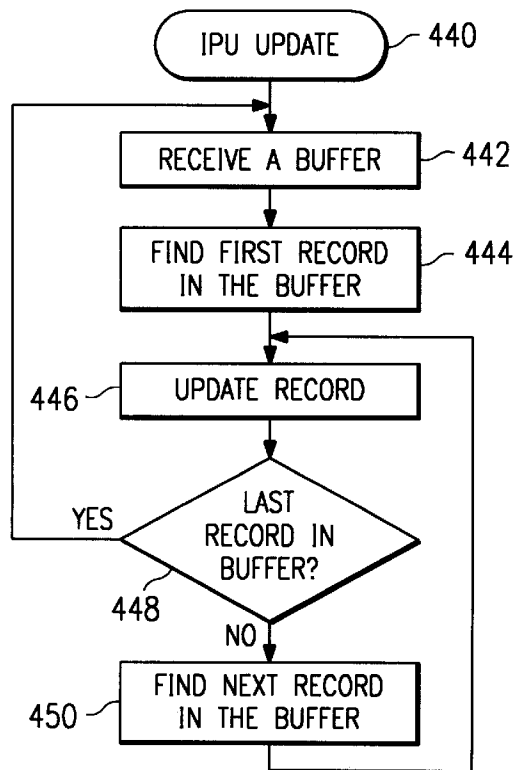 IPU UPDATE
440
RECEIVE A BUFFER
442
FIND FIRST RECORD
IN THE BUFFER
444
UPDATE RECORD
446
LAST
RECORD IN
BUFFER?
YES
448
NO
FIND NEXT RECORD
IN THE BUFFER
450